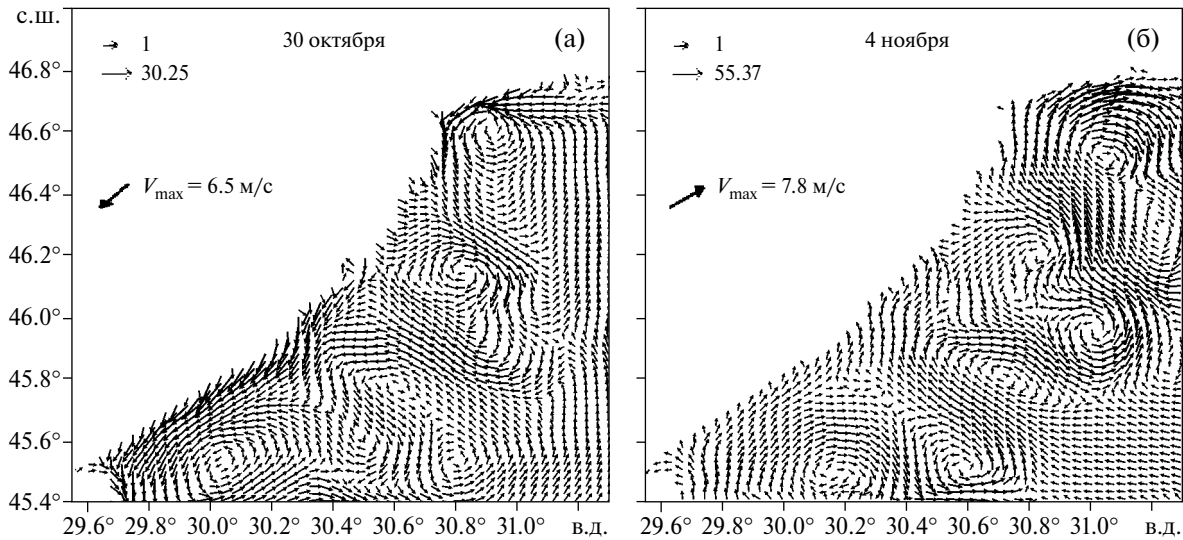 с.ш.
30 октября (а)
1
30.25
V_max = 6.5 м/с
46.8°
46.6°
46.4°
46.2°
46.0°
45.8°
45.6°
45.4°
29.6° 29.8° 30.0° 30.2° 30.4° 30.6° 30.8° 31.0° в.д.
4 ноября (б)
1
55.37
V_max = 7.8 м/с
29.6° 29.8° 30.0° 30.2° 30.4° 30.6° 30.8° 31.0° в.д.